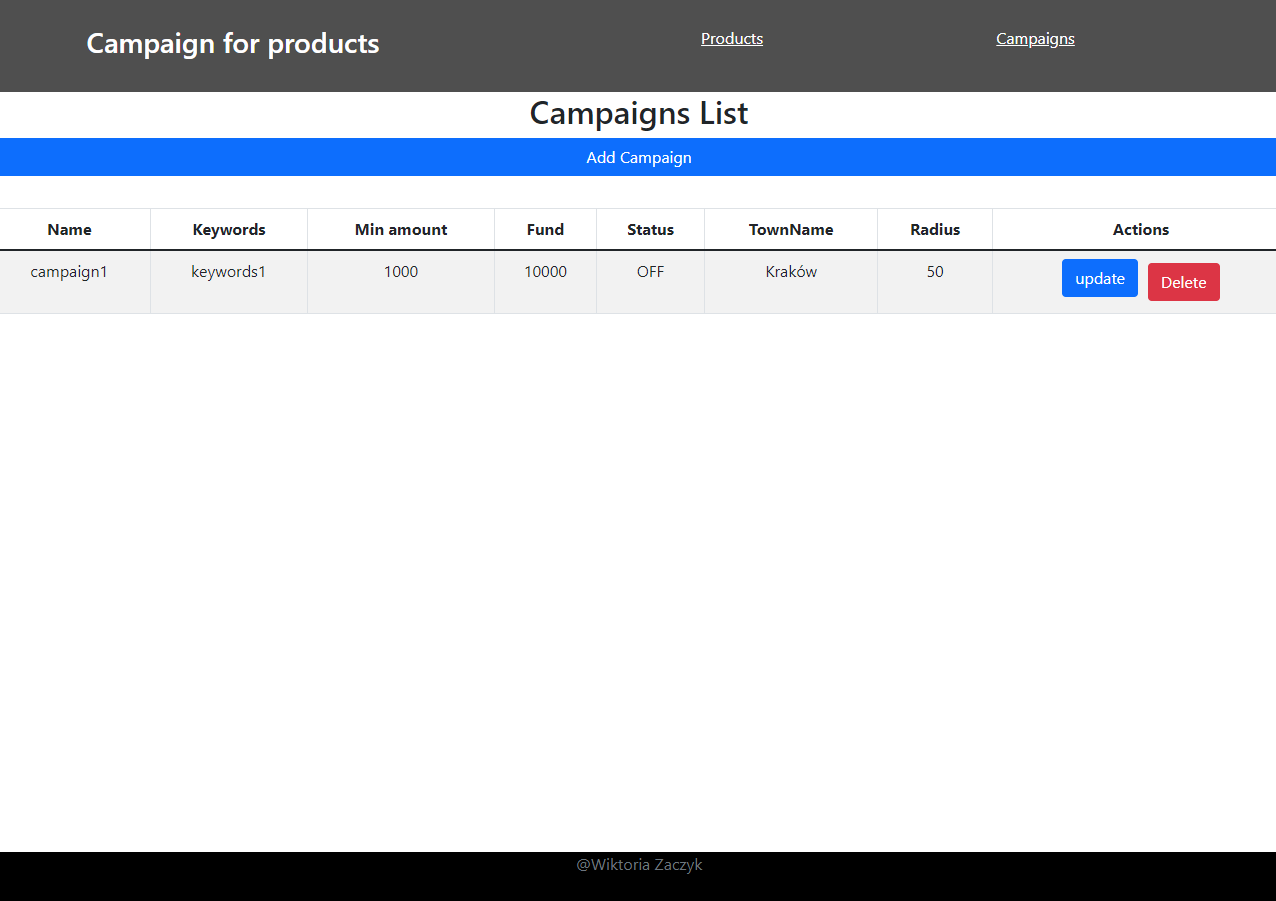 Campaign for products Products Campaigns
Campaigns List
Add Campaign
Name Keywords Min amount Fund Status TownName Radius Actions
campaign1 keywords1 1000 10000 OFF Kraków 50 update Delete
@Wiktoria Zaczyk